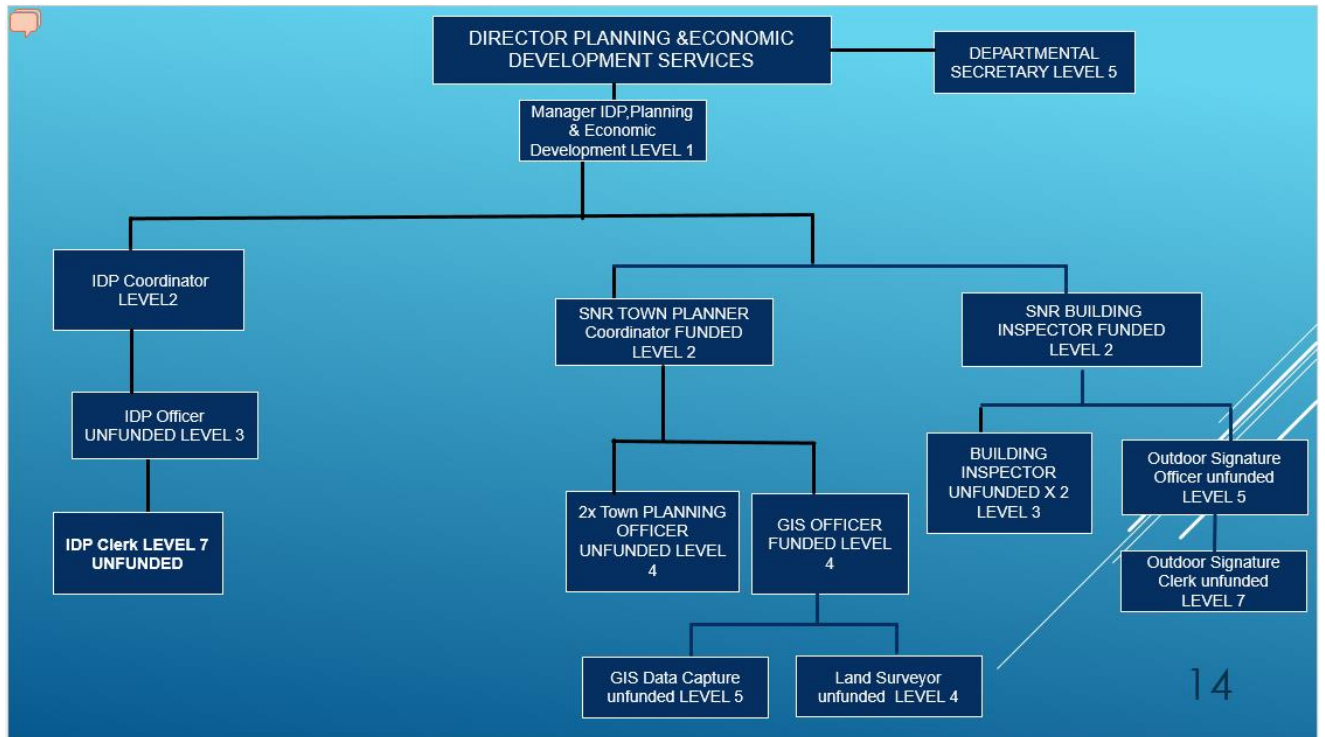 DIRECTOR PLANNING &ECONOMIC
DEVELOPMENT SERVICES
DEPARTMENTAL
SECRETARY LEVEL 5
Manager IDP,Planning
& Economic
Development LEVEL 1
IDP Coordinator
LEVEL2
SNR TOWN PLANNER
Coordinator FUNDED
LEVEL 2
SNR BUILDING
INSPECTOR FUNDED
LEVEL 2
IDP Officer
UNFUNDED LEVEL 3
BUILDING
INSPECTOR
UNFUNDED X 2
LEVEL 3
Outdoor Signature
Officer unfunded
LEVEL 5
IDP Clerk LEVEL 7
UNFUNDED
2x Town PLANNING
OFFICER
UNFUNDED LEVEL
4
GIS OFFICER
FUNDED LEVEL
4
Outdoor Signature
Clerk unfunded
LEVEL 7
GIS Data Capture
unfunded LEVEL 5
Land Surveyor
unfunded LEVEL 4
14